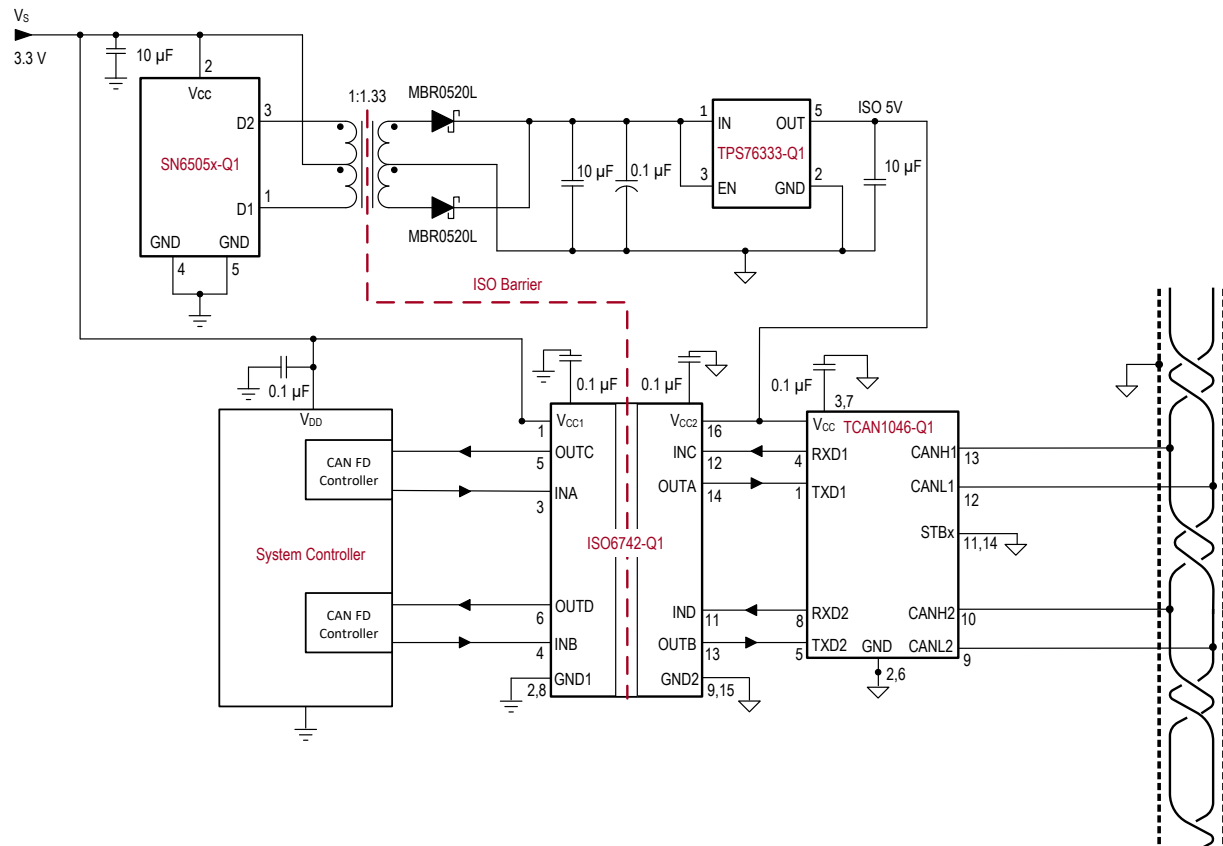 VS
3.3 V
10 µF
2
Vcc
D2
3
SN6505x-Q1
D1
1
GND
GND
4
5
1:1.33
MBR0520L
MBR0520L
10 µF
0.1 µF
1
IN
OUT
5
TPS76333-Q1
3
EN
GND
2
ISO 5V
10 µF
ISO Barrier
0.1 µF
VDD
CAN FD
Controller
System Controller
CAN FD
Controller
0.1 µF
0.1 µF
VCC1
1
OUTC
5
INA
3
OUTD
6
INB
4
GND1
2,8
ISO6742-Q1
VCC2
16
INC
12
OUTA
14
IND
11
OUTB
13
GND2
9,15
0.1 µF
3,7
VCC
TCAN1046-Q1
RXD1
4
TXD1
1
RXD2
8
TXD2
5
GND
2,6
CANH1
13
CANL1
12
STBx
11,14
CANH2
10
CANL2
9